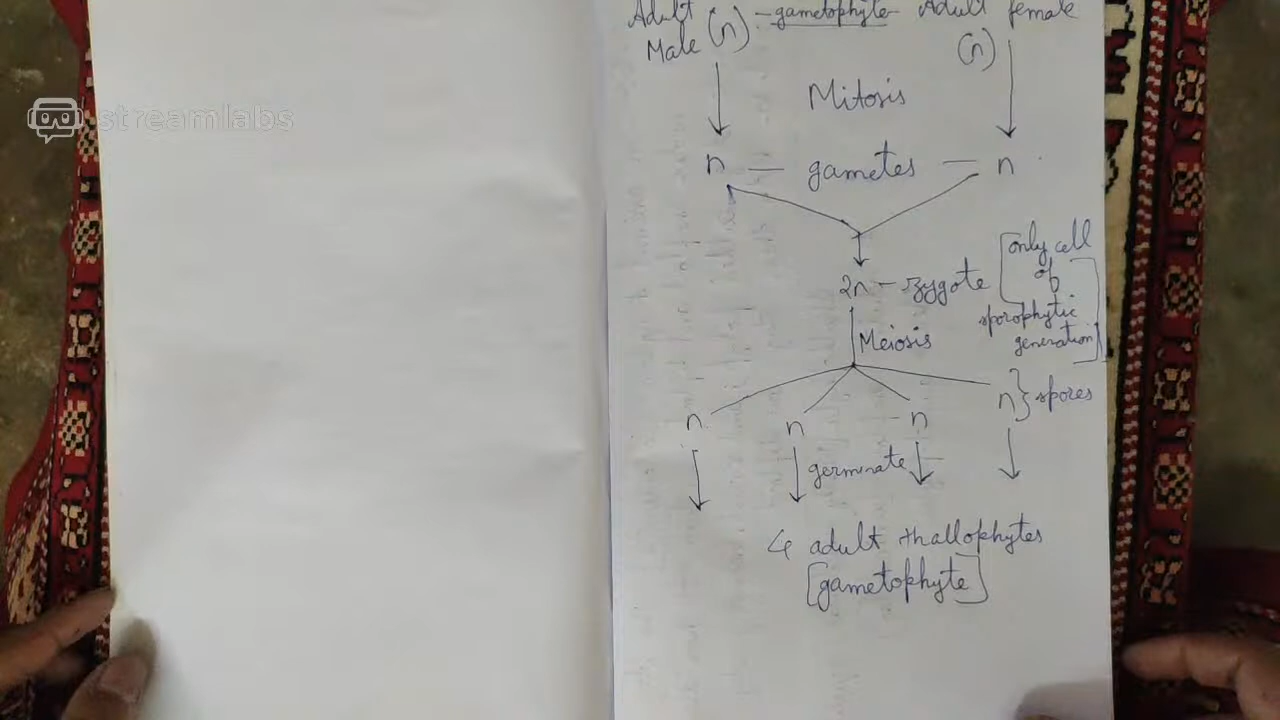 streamlabs
Adult Male (n) - gametophyte - Adult female (n)
Mitosis
n — gametes — n
2n - zygote [only cell of sporophytic generation]
Meiosis
n n n n } spores
germinate
4 adult thallophytes
[gametophyte]